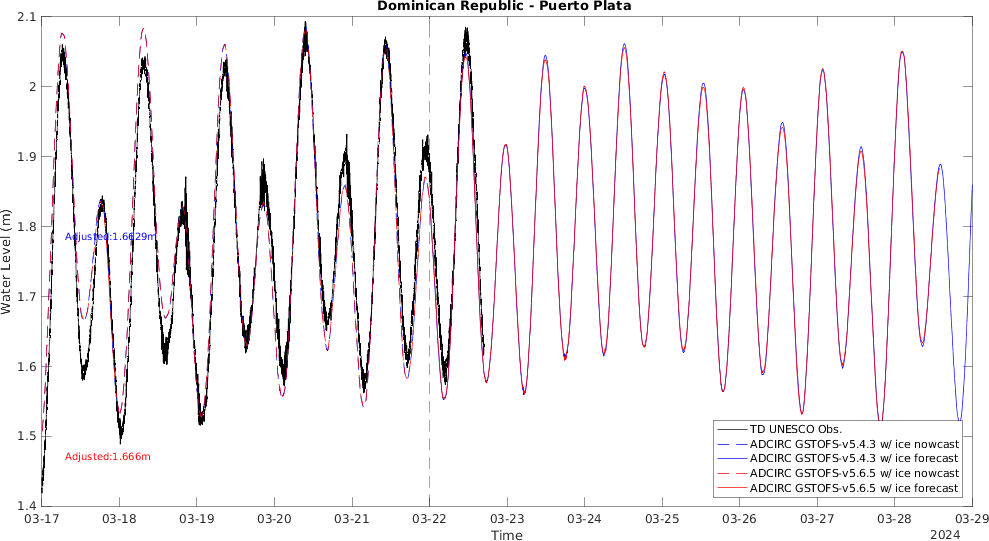 Dominican Republic - Puerto Plata
2.1
2
1.9
1.8
1.7
1.6
1.5
1.4
Water Level (m)
Adjusted:1.6629m
Adjusted:1.666m
TD UNESCO Obs.
ADCIRC GSTOFS-v5.4.3 w/ ice nowcast
ADCIRC GSTOFS-v5.4.3 w/ ice forecast
ADCIRC GSTOFS-v5.6.5 w/ ice nowcast
ADCIRC GSTOFS-v5.6.5 w/ ice forecast
03-17 03-18 03-19 03-20 03-21 03-22 03-23 03-24 03-25 03-26 03-27 03-28 03-29
Time
2024